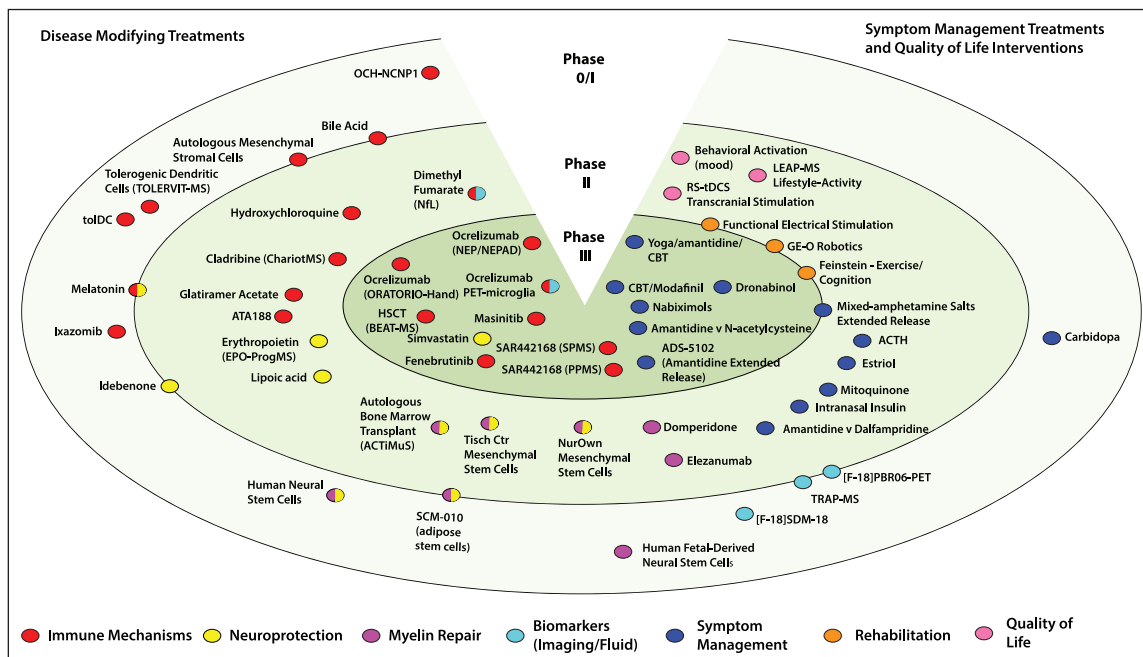 Disease Modifying Treatments
Symptom Management Treatments
and Quality of Life Interventions
Phase
0/I
Phase
II
Phase
III
OCH-NCNP1
Bile Acid
Autologous Mesenchymal
Stromal Cells
Tolerogenic Dendritic
Cells (TOLERVIT-MS)
tolDC
Dimethyl
Fumarate
(NfL)
Hydroxychloroquine
Cladribine (ChariotMS)
Melatonin
Glatiramer Acetate
ATA188
Ixazomib
Erythropoietin
(EPO-ProgMS)
Idebenone
Lipoic acid
Ocrelizumab
(NEP/NEPAD)
Ocrelizumab
(ORATORIO-Hand)
Ocrelizumab
PET-microglia
HSCT
(BEAT-MS)
Masinitib
Simvastatin
SAR442168 (SPMS)
Fenebrutinib
SAR442168 (PPMS)
Behavioral Activation
(mood)
LEAP-MS
Lifestyle-Activity
RS-tDCS
Transcranial Stimulation
Functional Electrical Stimulation
Yoga/amantidine/
CBT
GE-O Robotics
Feinstein - Exercise/
Cognition
CBT/Modafinil
Dronabinol
Nabiximols
Mixed-amphetamine Salts
Extended Release
Amantidine v N-acetylcysteine
ACTH
Carbidopa
ADS-5102
(Amantidine Extended
Release)
Estriol
Mitoquinone
Intranasal Insulin
Amantidine v Dalfampridine
Autologous
Bone Marrow
Transplant
(ACTiMuS)
Tisch Ctr
Mesenchymal
Stem Cells
NurOwn
Mesenchymal
Stem Cells
Domperidone
Elezanumab
Human Neural
Stem Cells
SCM-010
(adipose
stem cells)
[F-18]PBR06-PET
TRAP-MS
[F-18]SDM-18
Human Fetal-Derived
Neural Stem Cells
Immune Mechanisms
Neuroprotection
Myelin Repair
Biomarkers
(Imaging/Fluid)
Symptom
Management
Rehabilitation
Quality of
Life